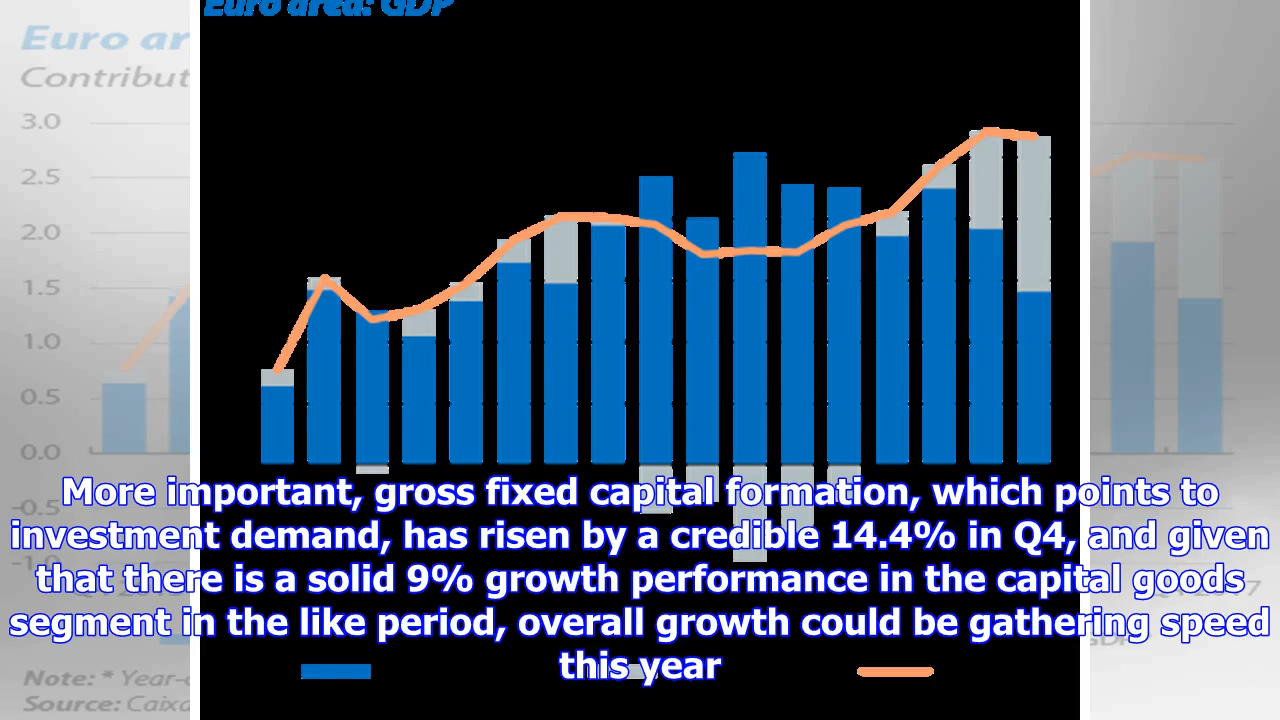 Euro area: GDP
Euro ar
Contribut
3.0
2.5
2.0
1.5
1.0
0.5
0.0
More important, gross fixed capital formation, which points to
investment demand, has risen by a credible 14.4% in Q4, and given
that there is a solid 9% growth performance in the capital goods
segment in the like period, overall growth could be gathering speed
this year
Note: * Year-o
Source: Caixa